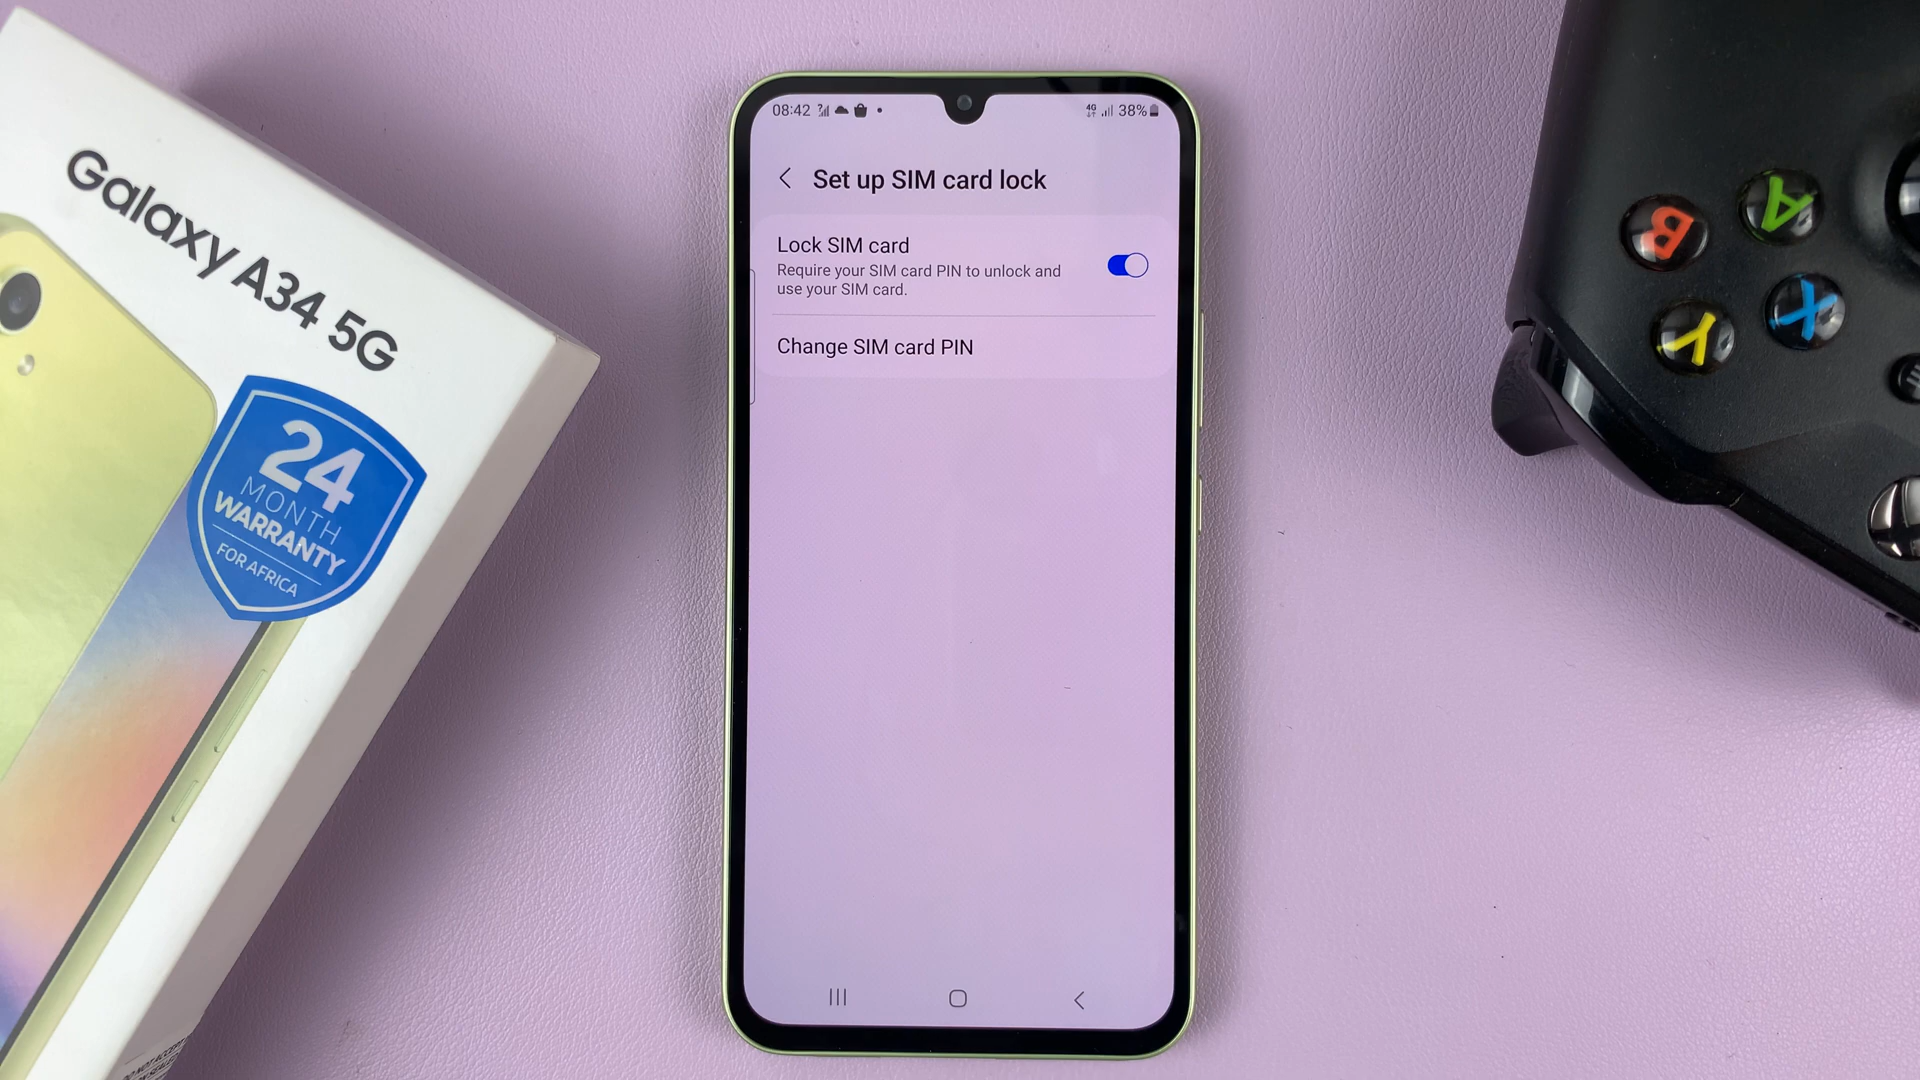 Galaxy A34 5G
24
MONTH
WARRANTY
FOR AFRICA
08:42
4G 38%
Set up SIM card lock
Lock SIM card
Require your SIM card PIN to unlock and
use your SIM card.
Change SIM card PIN
B
A
Y
X